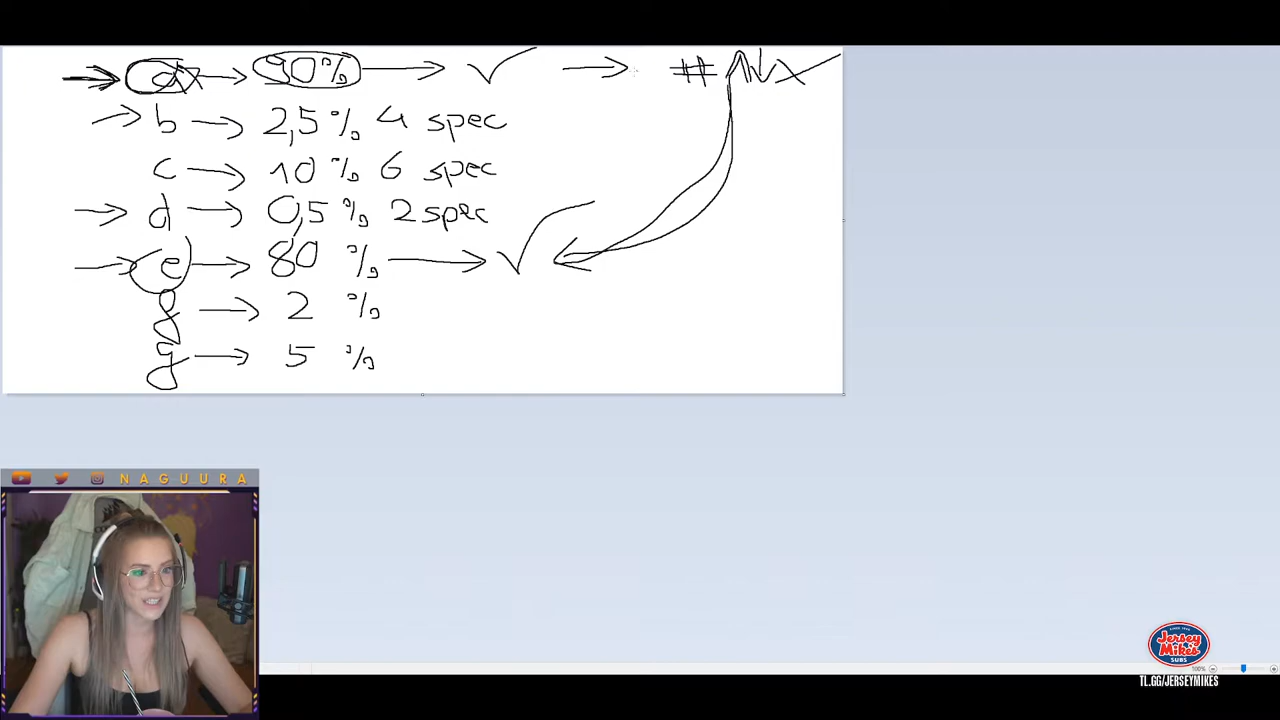 a → 90% → ✓ → #
→ b → 2,5 % 4 spec
c → 10 % 6 spec
→ d → 0,5 % 2 spec
→ e → 80 % → ✓
→ 2 %
g → 5 %
NAGUURA
Jersey Mike's SUBS
100%
TL.GG/JERSEYMIKES